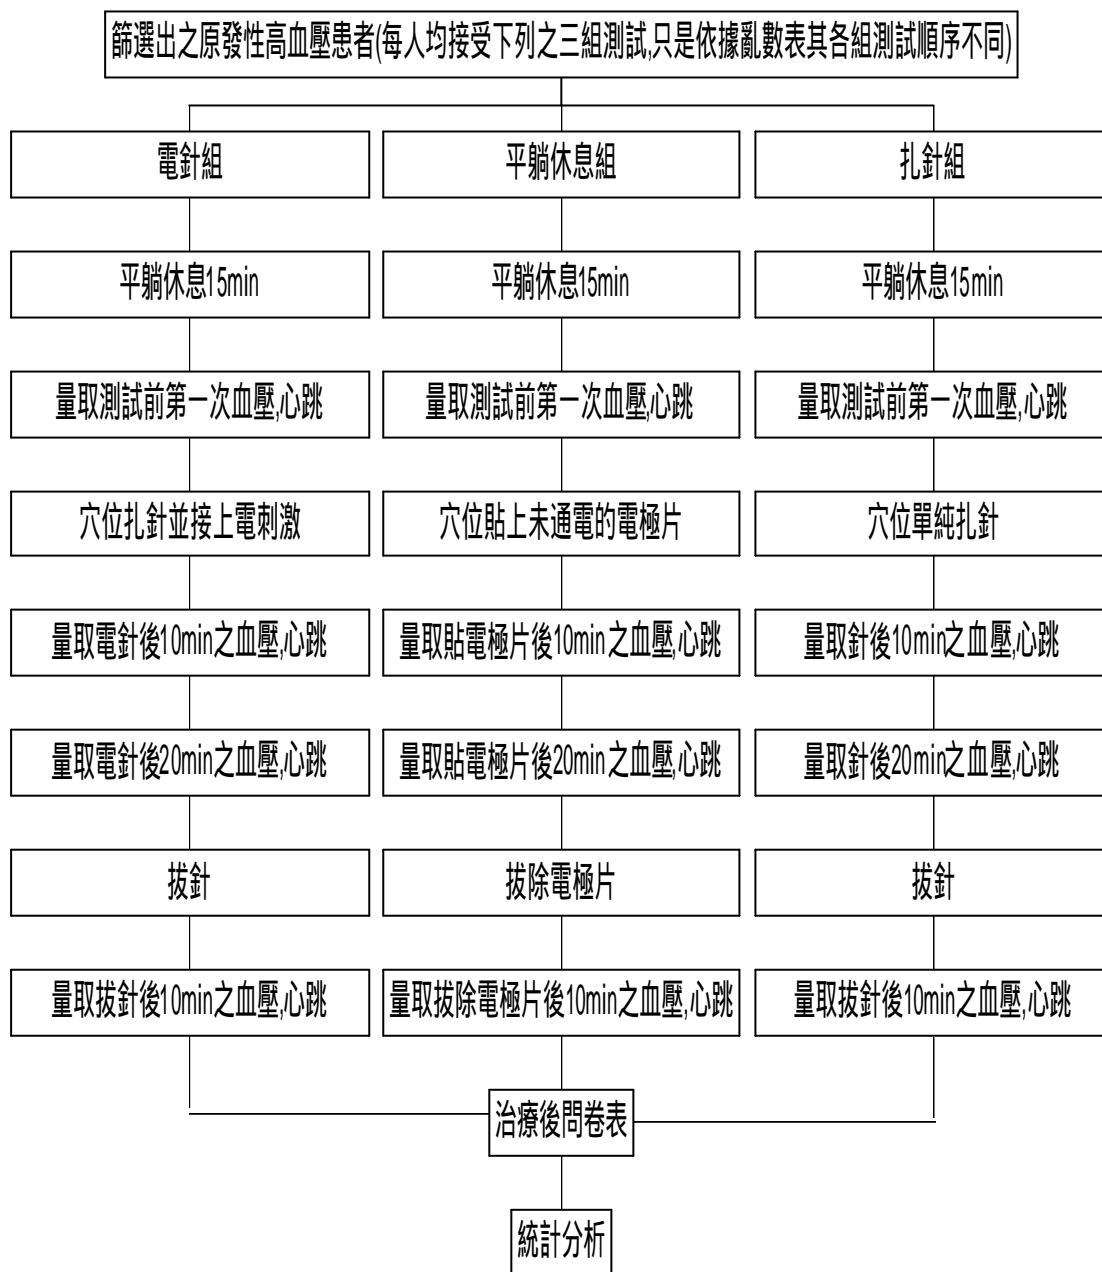 篩選出之原發性高血壓患者(每人均接受下列之三組測試,只是依據亂數表其各組測試順序不同)
電針組
平躺休息組
扎針組
平躺休息15min
平躺休息15min
平躺休息15min
量取測試前第一次血壓,心跳
量取測試前第一次血壓,心跳
量取測試前第一次血壓,心跳
穴位扎針並接上電刺激
穴位貼上未通電的電極片
穴位單純扎針
量取電針後10min之血壓,心跳
量取貼電極片後10min之血壓,心跳
量取針後10min之血壓,心跳
量取電針後20min之血壓,心跳
量取貼電極片後20min之血壓,心跳
量取針後20min之血壓,心跳
拔針
拔除電極片
拔針
量取拔針後10min之血壓,心跳
量取拔除電極片後10min之血壓,心跳
量取拔針後10min之血壓,心跳
治療後問卷表
統計分析